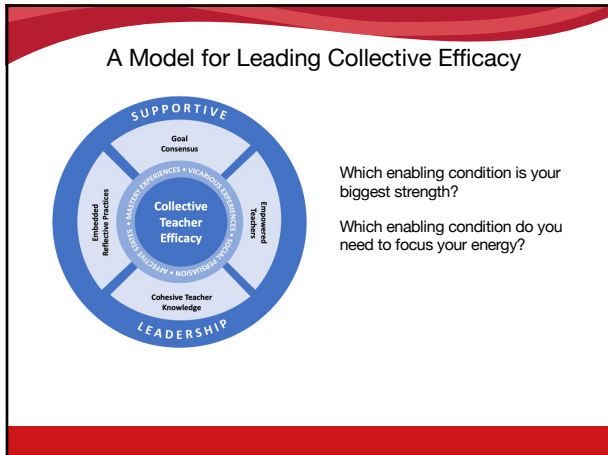 A Model for Leading Collective Efficacy
SUPPORTIVE
Goal
Consensus
MASTERY EXPERIENCES • VICARIOUS EXPERIENCES • SOCIAL PERSUASION • AFFECTIVE STATES •
Embedded
Reflective Practices
Collective
Teacher
Efficacy
Empowered
Teachers
Cohesive Teacher
Knowledge
LEADERSHIP
Which enabling condition is your
biggest strength?
Which enabling condition do you
need to focus your energy?